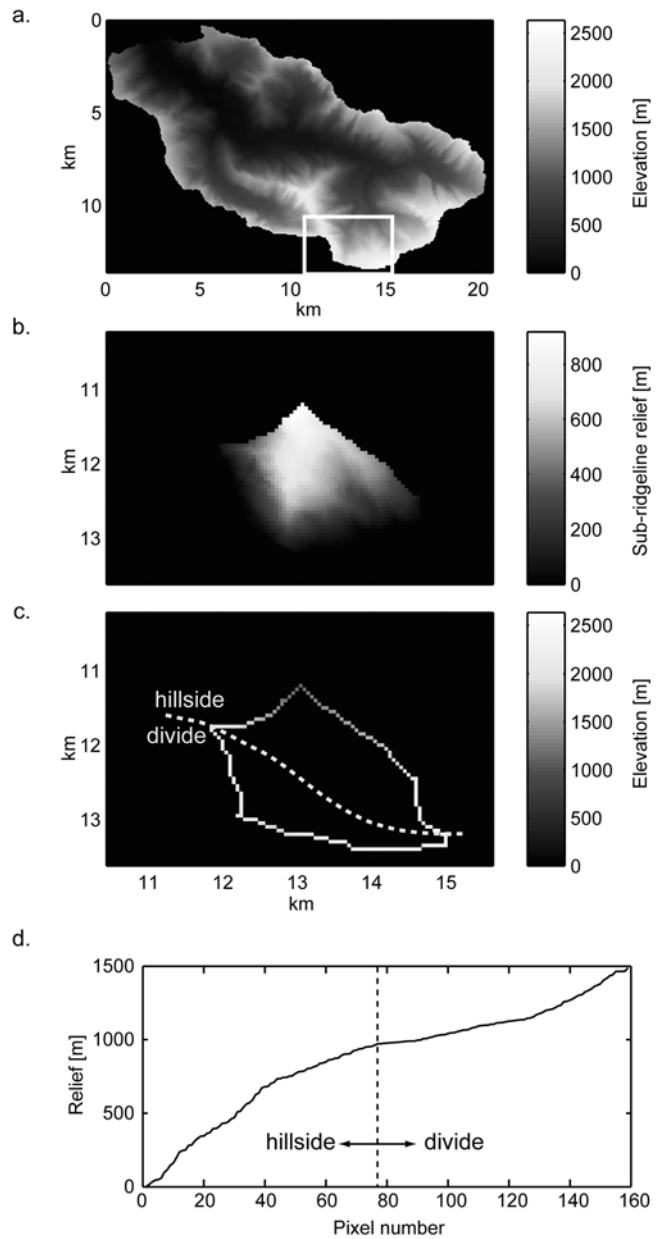 a.
0
5
10
km
0
5
10
15
20
km
2500
2000
1500
1000
500
0
Elevation [m]
b.
11
12
13
km
800
600
400
200
0
Sub-ridgeline relief [m]
c.
11
12
13
km
hillside
divide
11
12
13
14
15
km
2500
2000
1500
1000
500
0
Elevation [m]
d.
1500
1000
500
0
Relief [m]
hillside
divide
0
20
40
60
80
100
120
140
160
Pixel number